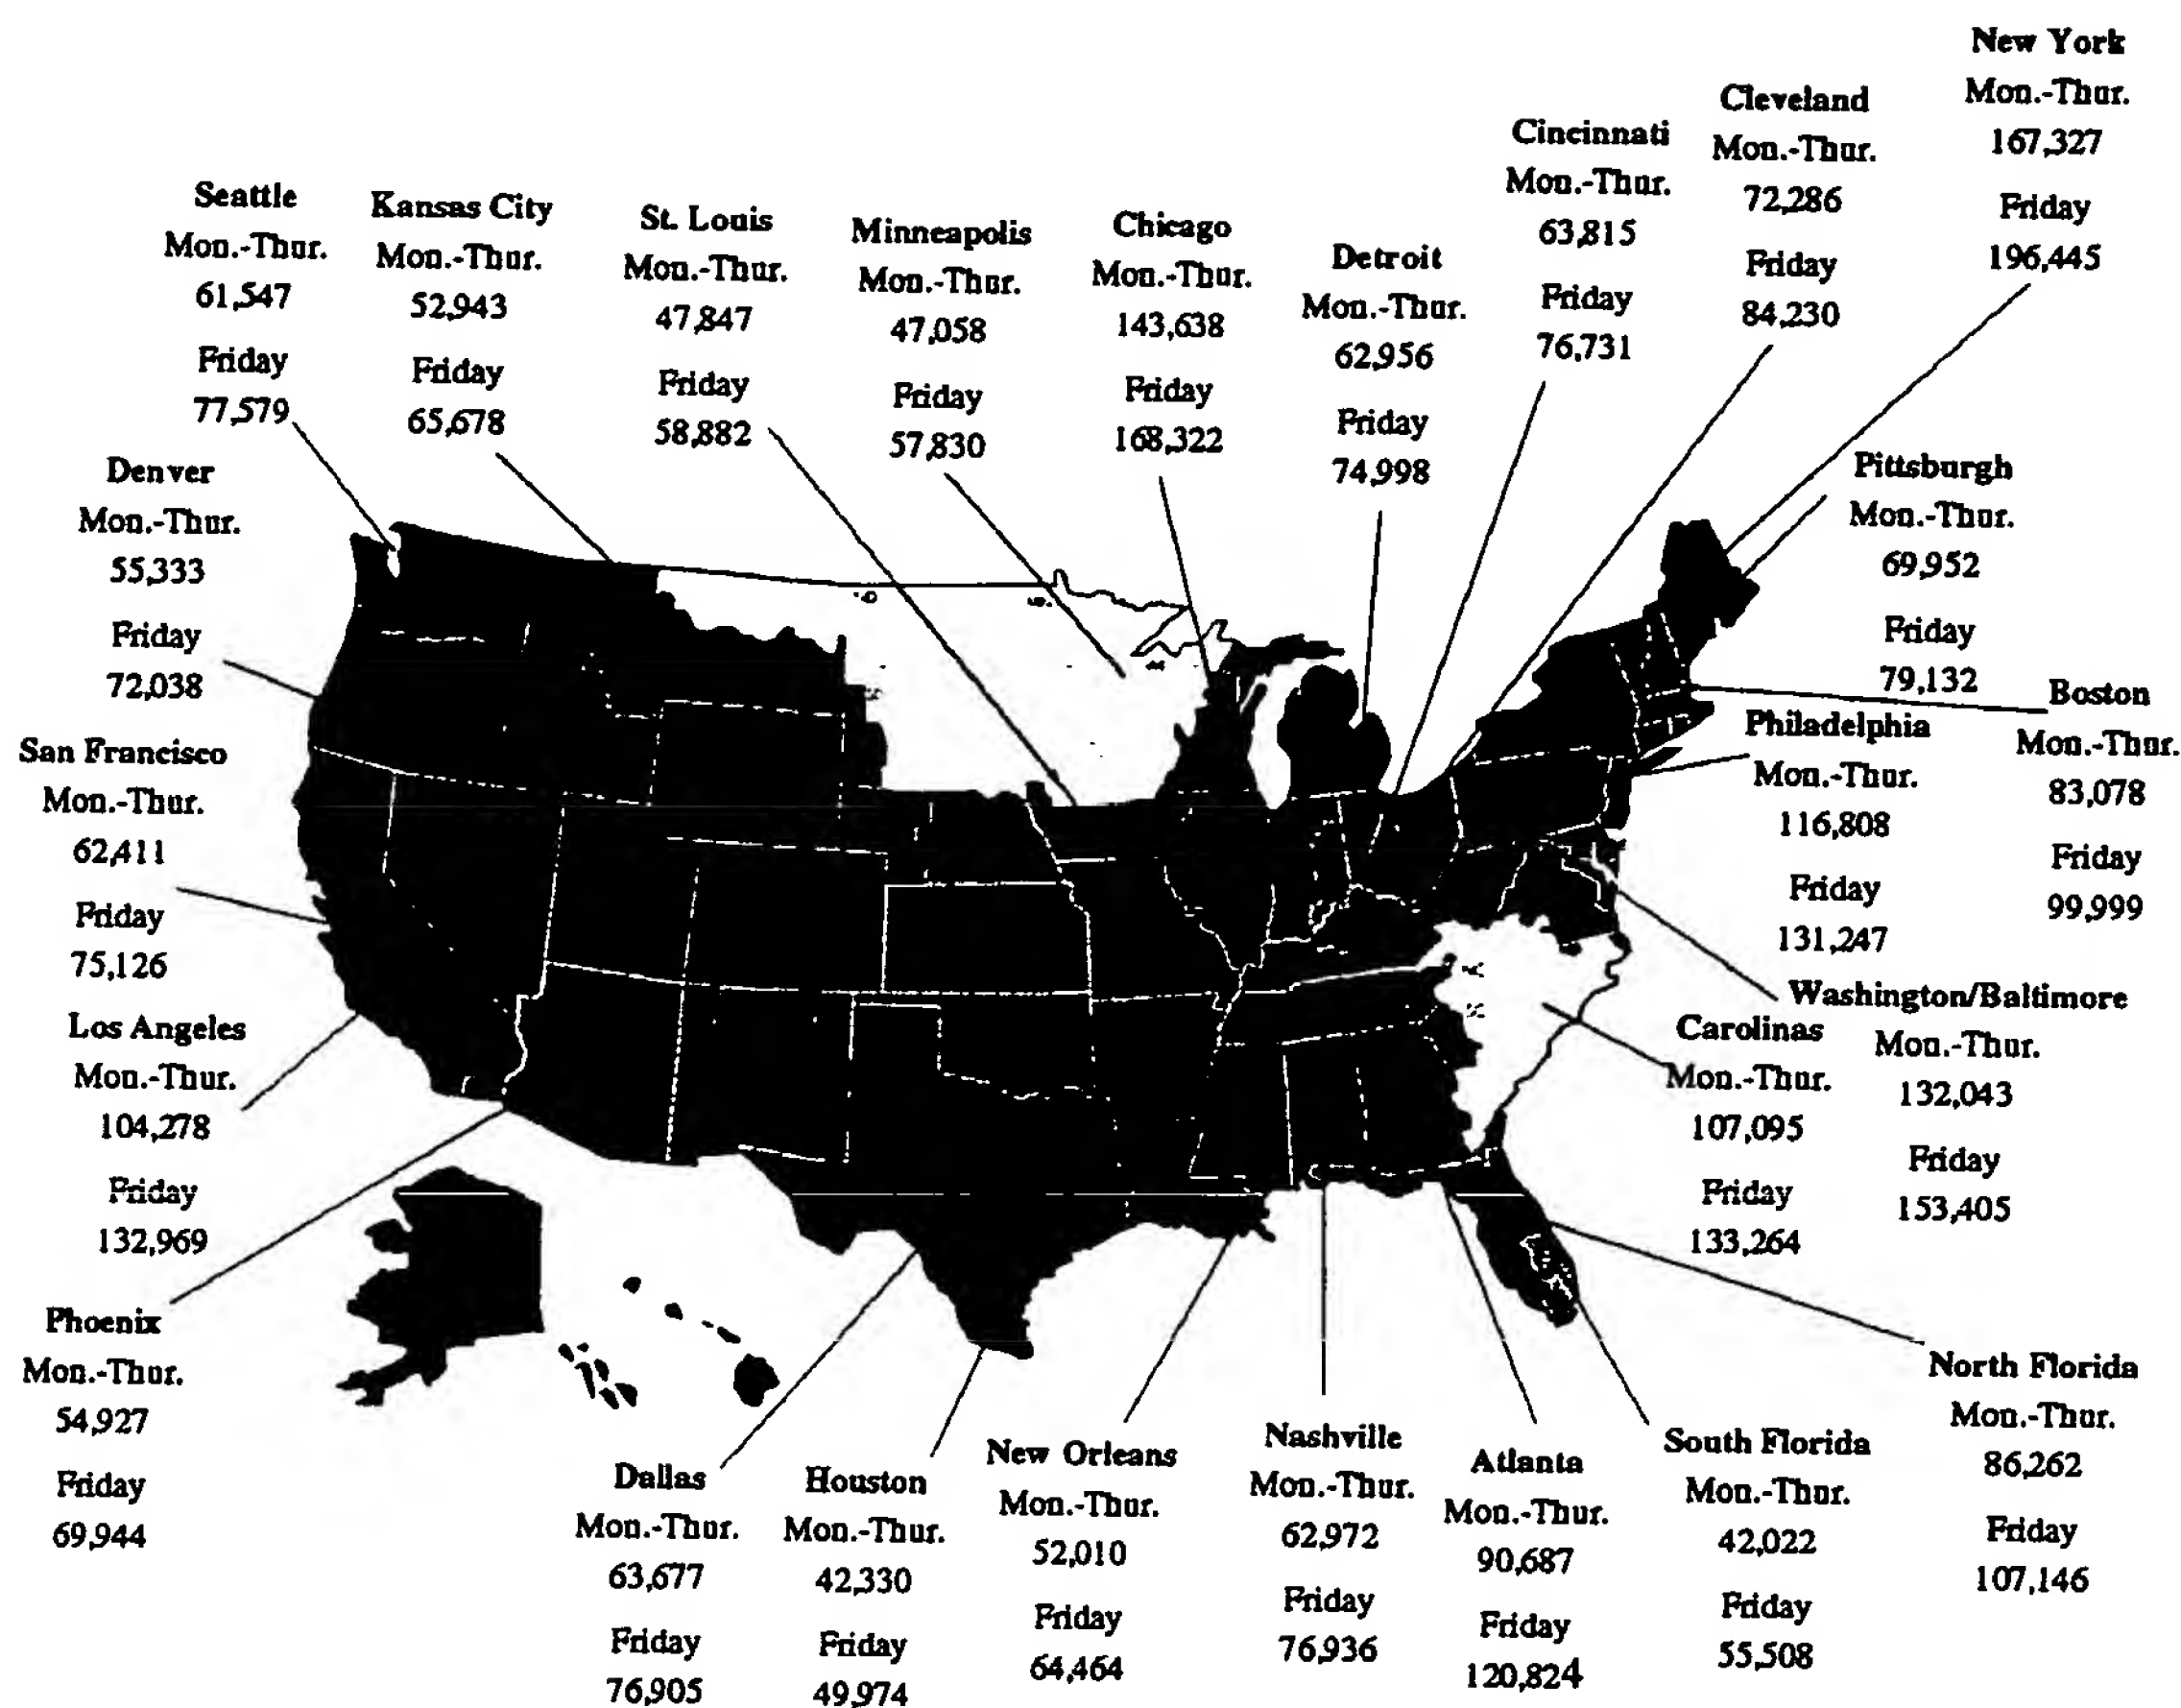 New York
Mon.-Thur.
167,327
Friday
196,445
Cleveland
Mon.-Thur.
72,286
Friday
84,230
Cincinnati
Mon.-Thur.
63,815
Friday
76,731
Seattle
Mon.-Thur.
61,547
Friday
77,579
Kansas City
Mon.-Thur.
52,943
Friday
65,678
St. Louis
Mon.-Thur.
47,847
Friday
58,882
Minneapolis
Mon.-Thur.
47,058
Friday
57,830
Chicago
Mon.-Thur.
143,638
Friday
168,322
Detroit
Mon.-Thur.
62,956
Friday
74,998
Denver
Mon.-Thur.
55,333
Friday
72,038
Pittsburgh
Mon.-Thur.
69,952
Friday
79,132
Boston
Mon.-Thur.
83,078
Friday
99,999
Philadelphia
Mon.-Thur.
116,808
Friday
131,247
San Francisco
Mon.-Thur.
62,411
Friday
75,126
Washington/Baltimore
Mon.-Thur.
132,043
Friday
153,405
Carolinas
Mon.-Thur.
107,095
Friday
133,264
SC
Los Angeles
Mon.-Thur.
104,278
Friday
132,969
Phoenix
Mon.-Thur.
54,927
Friday
69,944
Dallas
Mon.-Thur.
63,677
Friday
76,905
Houston
Mon.-Thur.
42,330
Friday
49,974
New Orleans
Mon.-Thur.
52,010
Friday
64,464
Nashville
Mon.-Thur.
62,972
Friday
76,936
Atlanta
Mon.-Thur.
90,687
Friday
120,824
South Florida
Mon.-Thur.
42,022
Friday
55,508
North Florida
Mon.-Thur.
86,262
Friday
107,146